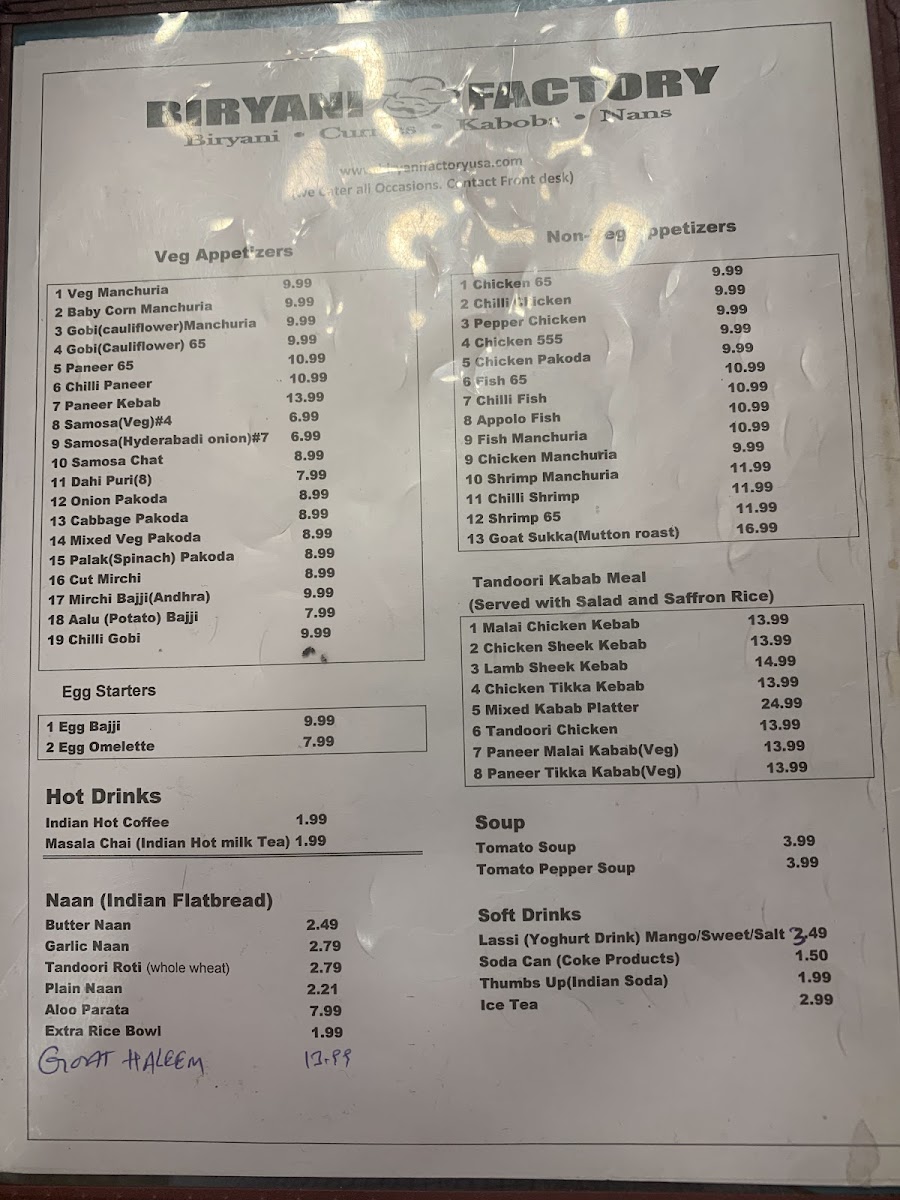 BIRYANI FACTORY
Biryani • Curries • Kabobs • Nans
www.biryanifactoryusa.com
(We cater all Occasions. Contact Front desk)
Veg Appetizers
1 Veg Manchuria 9.99
2 Baby Corn Manchuria 9.99
3 Gobi(cauliflower)Manchuria 9.99
4 Gobi(Cauliflower) 65 9.99
5 Paneer 65 10.99
6 Chilli Paneer 10.99
7 Paneer Kebab 13.99
8 Samosa(Veg)#4 6.99
9 Samosa(Hyderabadi onion)#7 6.99
10 Samosa Chat 8.99
11 Dahi Puri(8) 7.99
12 Onion Pakoda 8.99
13 Cabbage Pakoda 8.99
14 Mixed Veg Pakoda 8.99
15 Palak(Spinach) Pakoda 8.99
16 Cut Mirchi 8.99
17 Mirchi Bajji(Andhra) 9.99
18 Aalu (Potato) Bajji 7.99
19 Chilli Gobi 9.99
Egg Starters
1 Egg Bajji 9.99
2 Egg Omelette 7.99
Hot Drinks
Indian Hot Coffee 1.99
Masala Chai (Indian Hot milk Tea) 1.99
Naan (Indian Flatbread)
Butter Naan 2.49
Garlic Naan 2.79
Tandoori Roti (whole wheat) 2.79
Plain Naan 2.21
Aloo Parata 7.99
Extra Rice Bowl 1.99
GOAT HALEEM 13.99
Non-Veg Appetizers
1 Chicken 65 9.99
2 Chilli Chicken 9.99
3 Pepper Chicken 9.99
4 Chicken 555 9.99
5 Chicken Pakoda 9.99
6 Fish 65 10.99
7 Chilli Fish 10.99
8 Appolo Fish 10.99
9 Fish Manchuria 10.99
9 Chicken Manchuria 9.99
10 Shrimp Manchuria 11.99
11 Chilli Shrimp 11.99
12 Shrimp 65 11.99
13 Goat Sukka(Mutton roast) 16.99
Tandoori Kabab Meal
(Served with Salad and Saffron Rice)
1 Malai Chicken Kebab 13.99
2 Chicken Sheek Kebab 13.99
3 Lamb Sheek Kebab 14.99
4 Chicken Tikka Kebab 13.99
5 Mixed Kabab Platter 24.99
6 Tandoori Chicken 13.99
7 Paneer Malai Kabab(Veg) 13.99
8 Paneer Tikka Kabab(Veg) 13.99
Soup
Tomato Soup 3.99
Tomato Pepper Soup 3.99
Soft Drinks
Lassi (Yoghurt Drink) Mango/Sweet/Salt 3.49
Soda Can (Coke Products) 1.50
Thumbs Up(Indian Soda) 1.99
Ice Tea 2.99